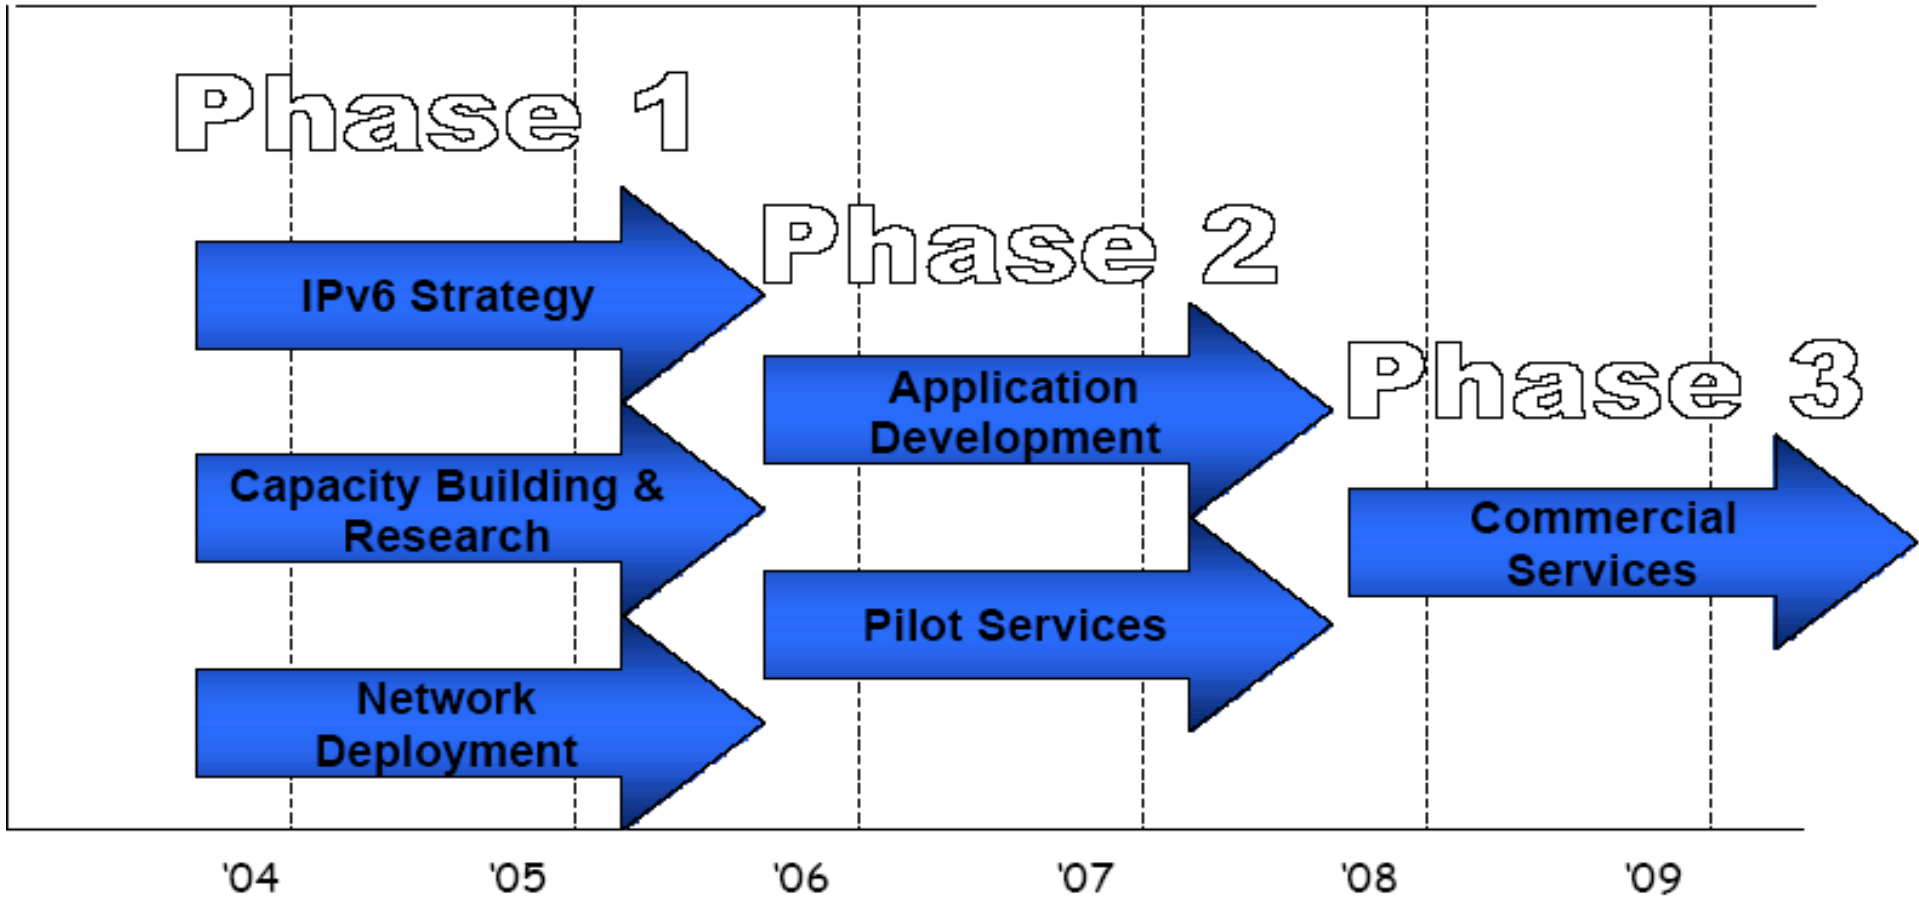 Phase 1
IPv6 Strategy
Capacity Building &
Research
Network
Deployment
Phase 2
Application
Development
Pilot Services
Phase 3
Commercial
Services
'04 '05 '06 '07 '08 '09